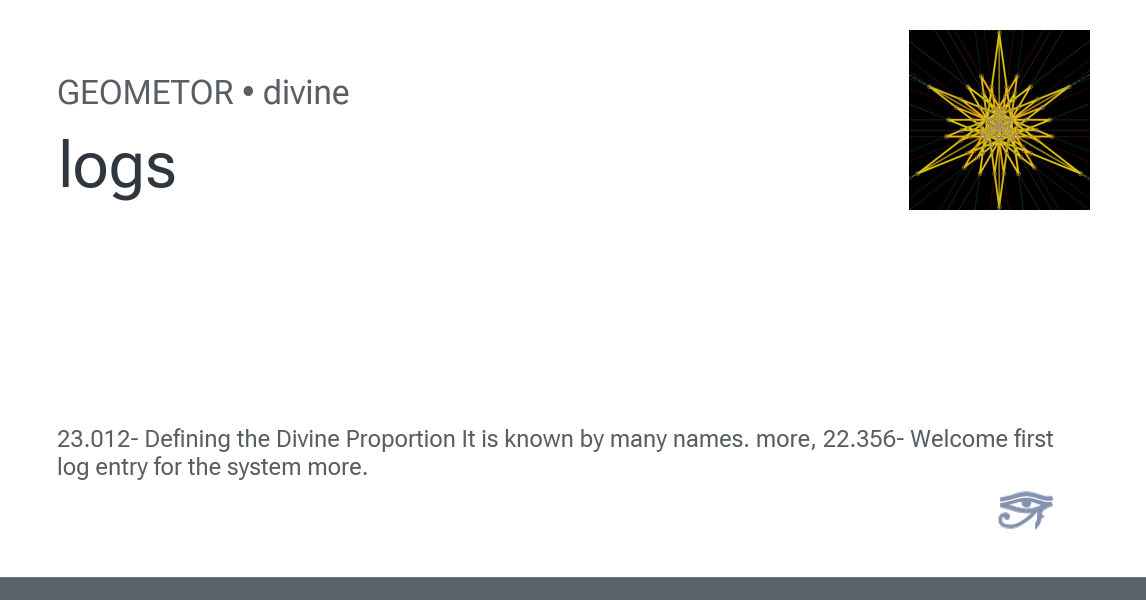 GEOMETOR • divine
logs
23.012- Defining the Divine Proportion It is known by many names. more, 22.356- Welcome first
log entry for the system more.